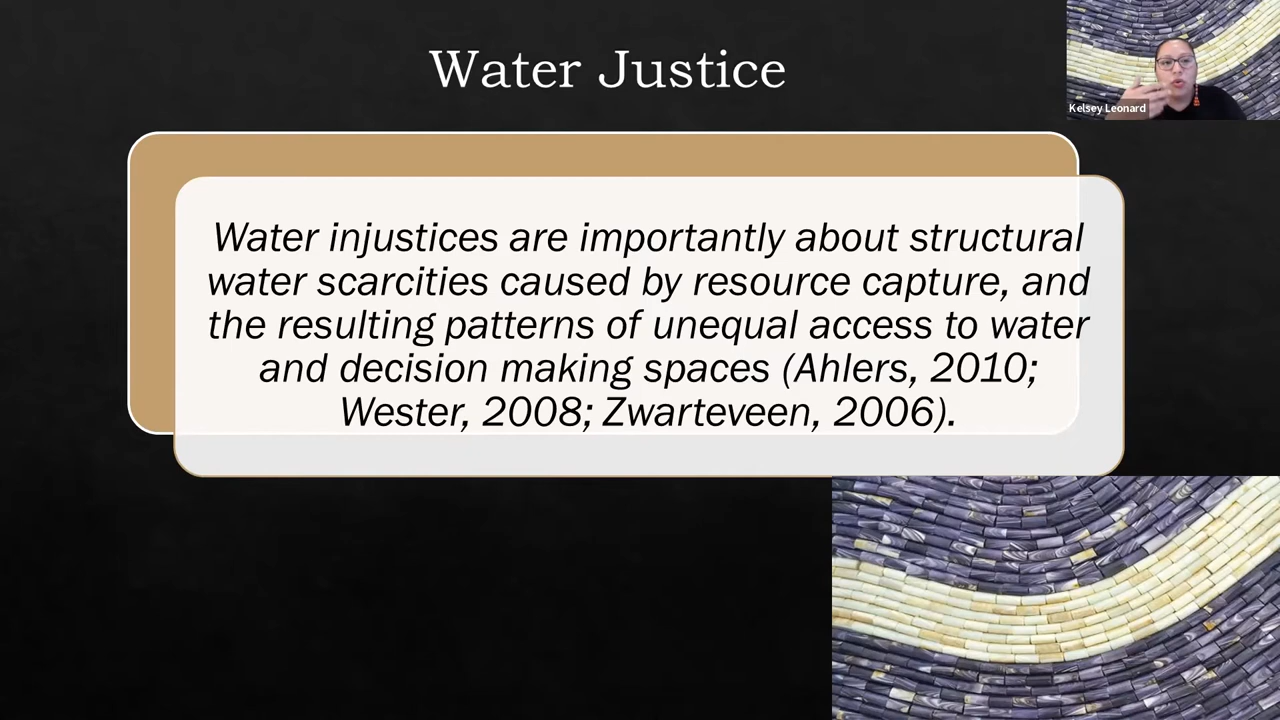 Water Justice
Kelsey Leonard
Water injustices are importantly about structural
water scarcities caused by resource capture, and
the resulting patterns of unequal access to water
and decision making spaces (Ahlers, 2010;
Wester, 2008; Zwarteveen, 2006).